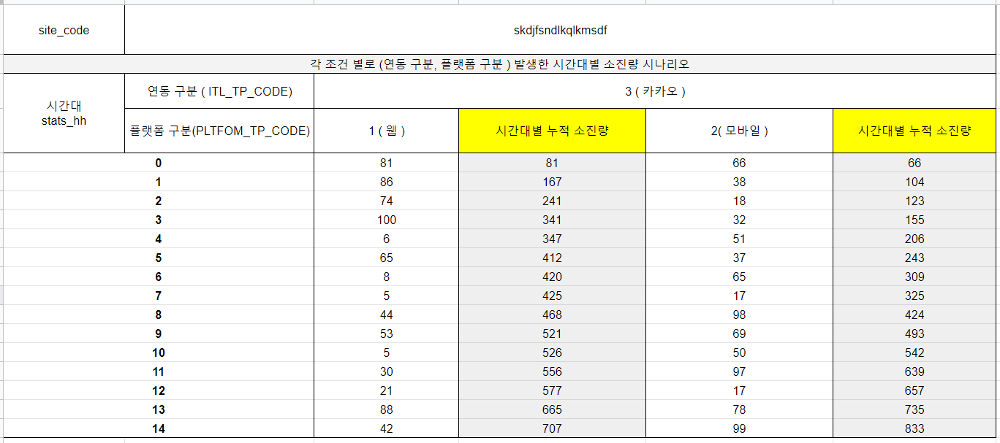 site_code skdjfsndlkqlkmsdf
각 조건 별로 (연동 구분, 플랫폼 구분 ) 발생한 시간대별 소진량 시나리오
시간대
stats_hh
연동 구분 ( ITL_TP_CODE) 3 ( 카카오 )
플랫폼 구분(PLTFOM_TP_CODE) 1 ( 웹 ) 시간대별 누적 소진량 2( 모바일 ) 시간대별 누적 소진량
0 81 81 66 66
1 86 167 38 104
2 74 241 18 123
3 100 341 32 155
4 6 347 51 206
5 65 412 37 243
6 8 420 65 309
7 5 425 17 325
8 44 468 98 424
9 53 521 69 493
10 5 526 50 542
11 30 556 97 639
12 21 577 17 657
13 88 665 78 735
14 42 707 99 833